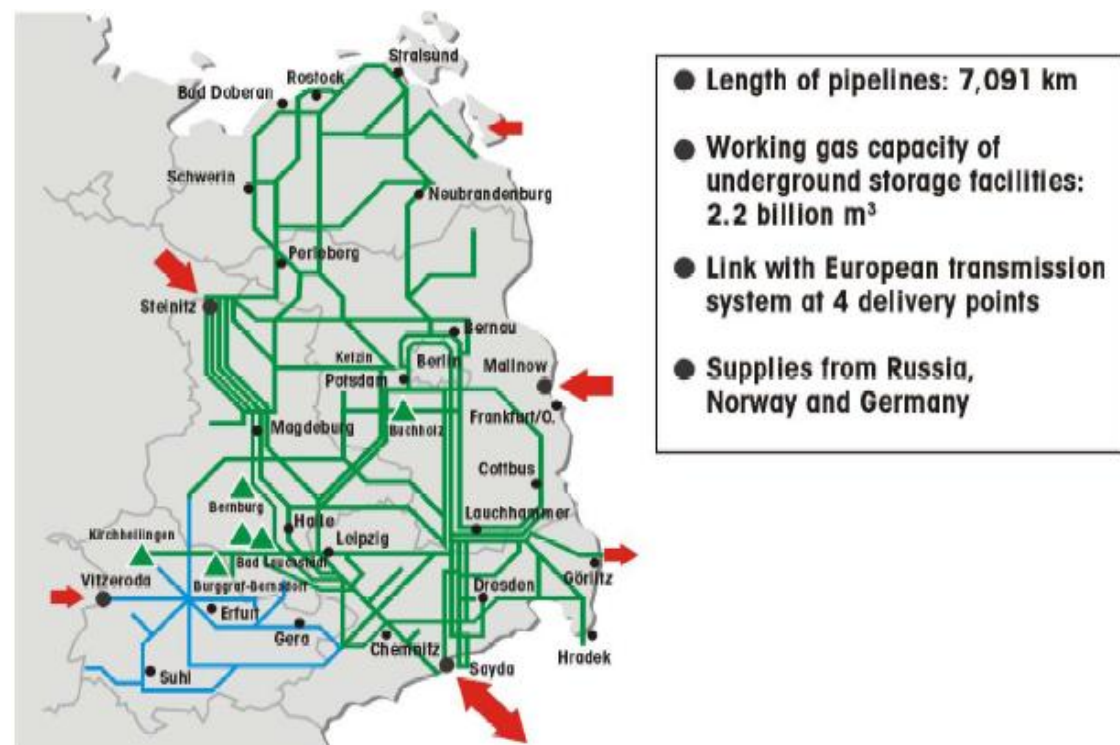 Stralsund
Rostock
Bad Doberan
Schwerin
Neubrandenburg
Perleberg
Steinitz
Bernau
Ketzin
Berlin
Mallnow
Potsdam
Frankfurt/O.
Buchholz
Magdeburg
Cottbus
Bernburg
Lauchhammer
Halle
Kirchheilingen
Leipzig
Bad Lauchstädt
Vitzeroda
Burggraf-Bernsdorf
Dresden
Görlitz
Erfurt
Gera
Chemnitz
Hradek
Suhl
Sayda
● Length of pipelines: 7,091 km
● Working gas capacity of
underground storage facilities:
2.2 billion m³
● Link with European transmission
system at 4 delivery points
● Supplies from Russia,
Norway and Germany